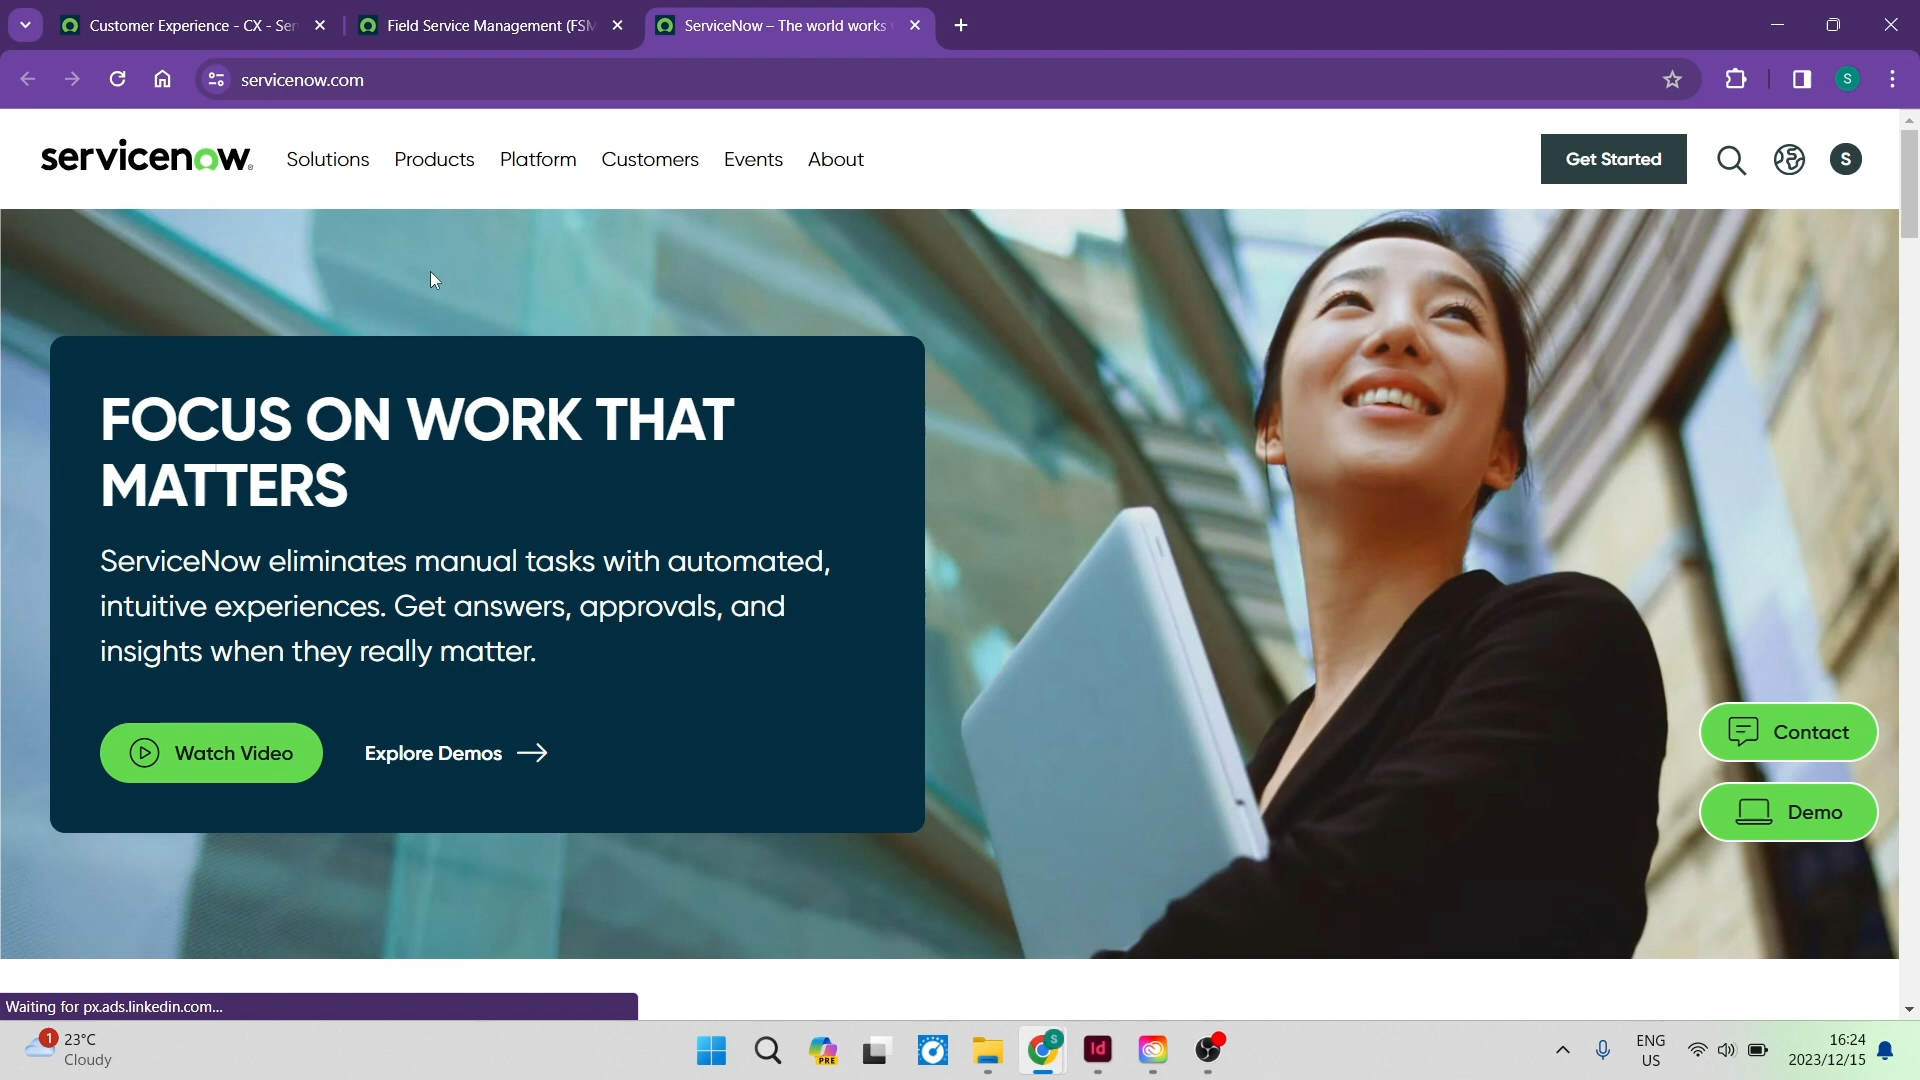 Customer Experience - CX - Ser
Field Service Management (FSM
ServiceNow – The world works
servicenow.com
S
servicenow
Solutions
Products
Platform
Customers
Events
About
Get Started
S
FOCUS ON WORK THAT
MATTERS
ServiceNow eliminates manual tasks with automated,
intuitive experiences. Get answers, approvals, and
insights when they really matter.
Watch Video
Explore Demos
Contact
Demo
Waiting for px.ads.linkedin.com...
1
23°C
Cloudy
PRE
S
Id
ENG
US
16:24
2023/12/15